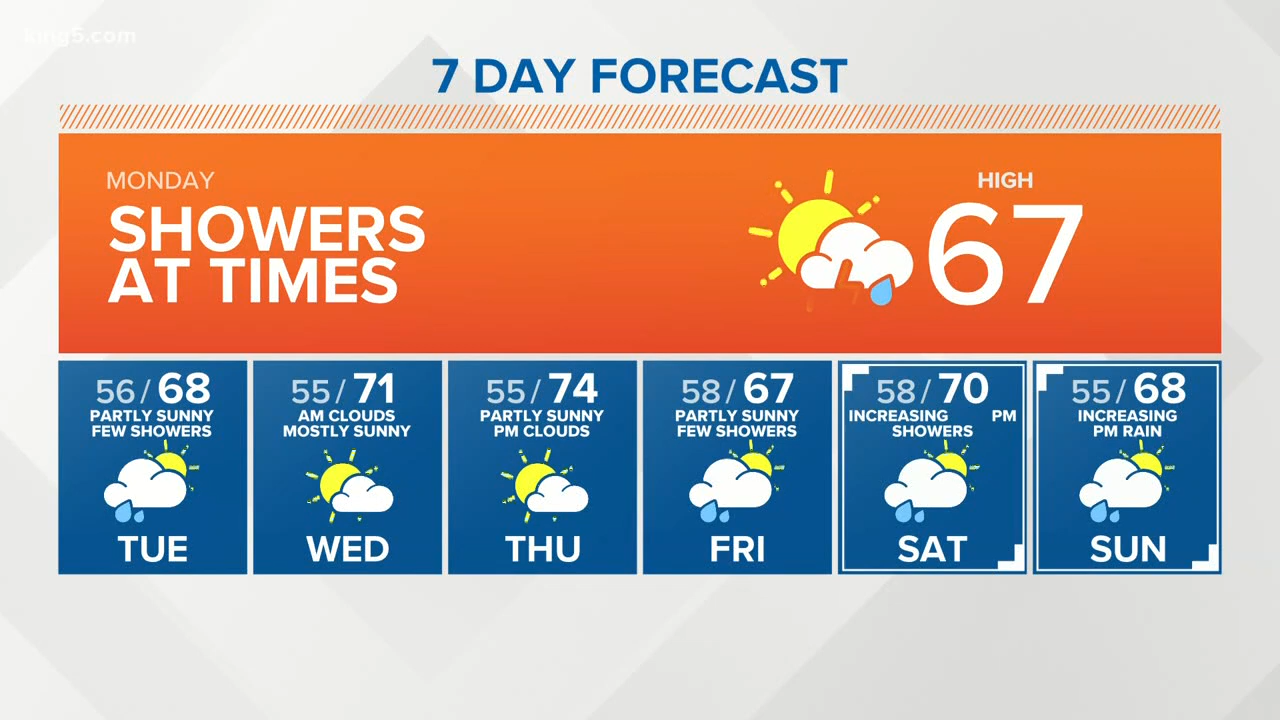 king5.com
7 DAY FORECAST
MONDAY
SHOWERS
AT TIMES
HIGH
67
56 / 68
PARTLY SUNNY
FEW SHOWERS
TUE
55 / 71
AM CLOUDS
MOSTLY SUNNY
WED
55 / 74
PARTLY SUNNY
PM CLOUDS
THU
58 / 67
PARTLY SUNNY
FEW SHOWERS
FRI
58 / 70
INCREASING PM
SHOWERS
SAT
55 / 68
INCREASING
PM RAIN
SUN